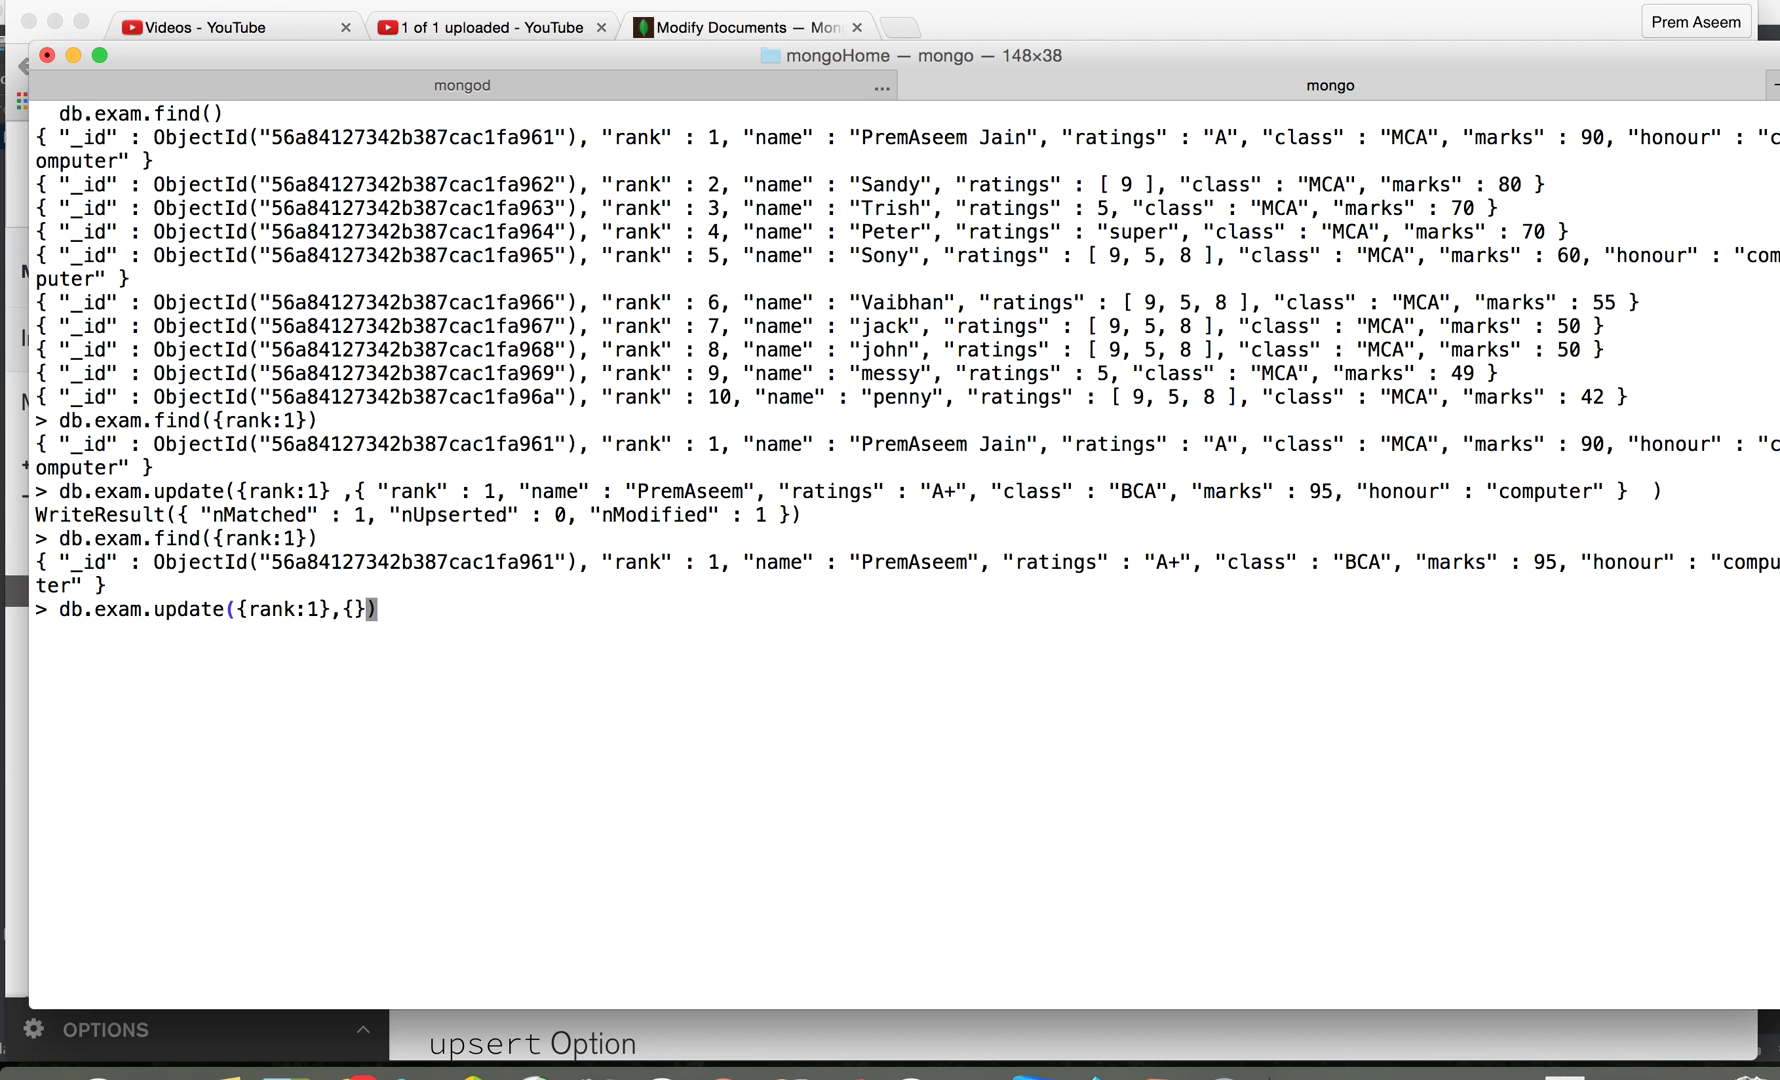 Videos - YouTube
1 of 1 uploaded - YouTube
Modify Documents — Mon
Prem Aseem
mongoHome — mongo — 148×38
mongod
...
mongo
db.exam.find()
{ "_id" : ObjectId("56a84127342b387cac1fa961"), "rank" : 1, "name" : "PremAseem Jain", "ratings" : "A", "class" : "MCA", "marks" : 90, "honour" : "c
omputer" }
{ "_id" : ObjectId("56a84127342b387cac1fa962"), "rank" : 2, "name" : "Sandy", "ratings" : [ 9 ], "class" : "MCA", "marks" : 80 }
{ "_id" : ObjectId("56a84127342b387cac1fa963"), "rank" : 3, "name" : "Trish", "ratings" : 5, "class" : "MCA", "marks" : 70 }
{ "_id" : ObjectId("56a84127342b387cac1fa964"), "rank" : 4, "name" : "Peter", "ratings" : "super", "class" : "MCA", "marks" : 70 }
{ "_id" : ObjectId("56a84127342b387cac1fa965"), "rank" : 5, "name" : "Sony", "ratings" : [ 9, 5, 8 ], "class" : "MCA", "marks" : 60, "honour" : "com
puter" }
{ "_id" : ObjectId("56a84127342b387cac1fa966"), "rank" : 6, "name" : "Vaibhan", "ratings" : [ 9, 5, 8 ], "class" : "MCA", "marks" : 55 }
{ "_id" : ObjectId("56a84127342b387cac1fa967"), "rank" : 7, "name" : "jack", "ratings" : [ 9, 5, 8 ], "class" : "MCA", "marks" : 50 }
{ "_id" : ObjectId("56a84127342b387cac1fa968"), "rank" : 8, "name" : "john", "ratings" : [ 9, 5, 8 ], "class" : "MCA", "marks" : 50 }
{ "_id" : ObjectId("56a84127342b387cac1fa969"), "rank" : 9, "name" : "messy", "ratings" : 5, "class" : "MCA", "marks" : 49 }
{ "_id" : ObjectId("56a84127342b387cac1fa96a"), "rank" : 10, "name" : "penny", "ratings" : [ 9, 5, 8 ], "class" : "MCA", "marks" : 42 }
> db.exam.find({rank:1})
{ "_id" : ObjectId("56a84127342b387cac1fa961"), "rank" : 1, "name" : "PremAseem Jain", "ratings" : "A", "class" : "MCA", "marks" : 90, "honour" : "c
omputer" }
> db.exam.update({rank:1} ,{ "rank" : 1, "name" : "PremAseem", "ratings" : "A+", "class" : "BCA", "marks" : 95, "honour" : "computer" }  )
WriteResult({ "nMatched" : 1, "nUpserted" : 0, "nModified" : 1 })
> db.exam.find({rank:1})
{ "_id" : ObjectId("56a84127342b387cac1fa961"), "rank" : 1, "name" : "PremAseem", "ratings" : "A+", "class" : "BCA", "marks" : 95, "honour" : "compu
ter" }
> db.exam.update({rank:1},{})
OPTIONS
upsert Option